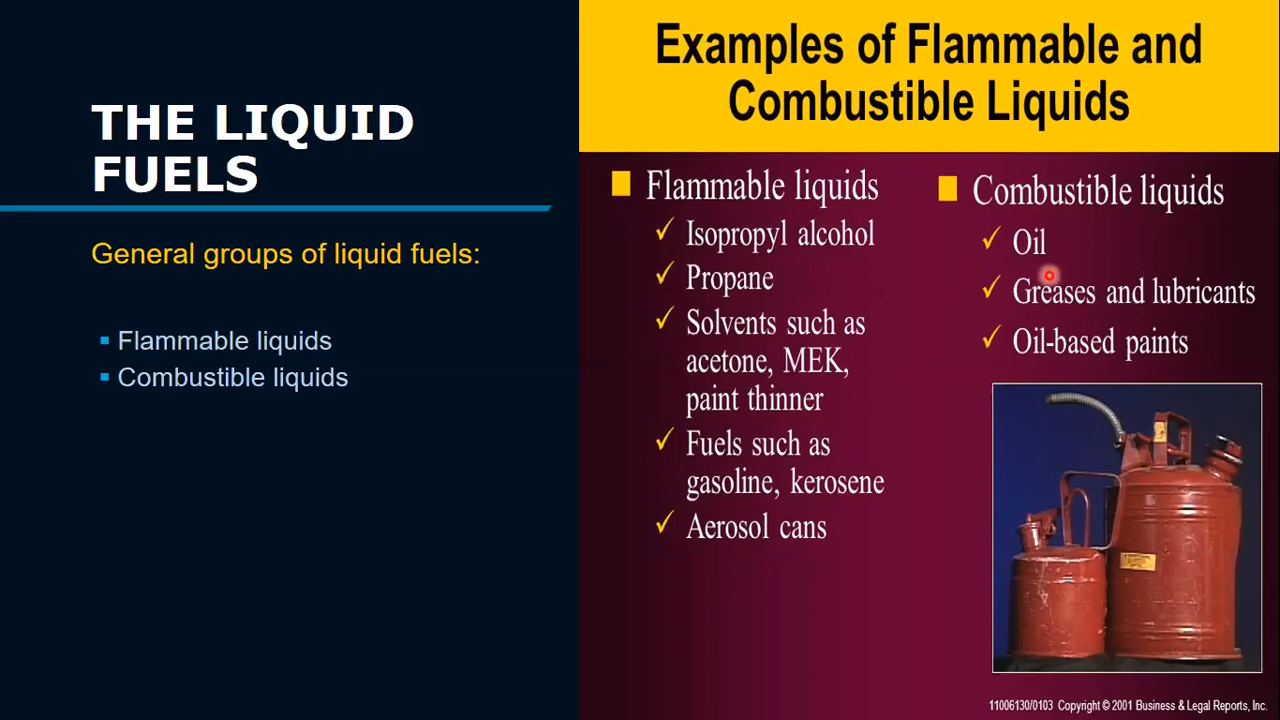 THE LIQUID
FUELS
General groups of liquid fuels:
Flammable liquids
Combustible liquids
Examples of Flammable and
Combustible Liquids
Flammable liquids
Isopropyl alcohol
Propane
Solvents such as
acetone, MEK,
paint thinner
Fuels such as
gasoline, kerosene
Aerosol cans
Combustible liquids
Oil
Greases and lubricants
Oil-based paints
11006130/0103 Copyright © 2001 Business & Legal Reports, Inc.